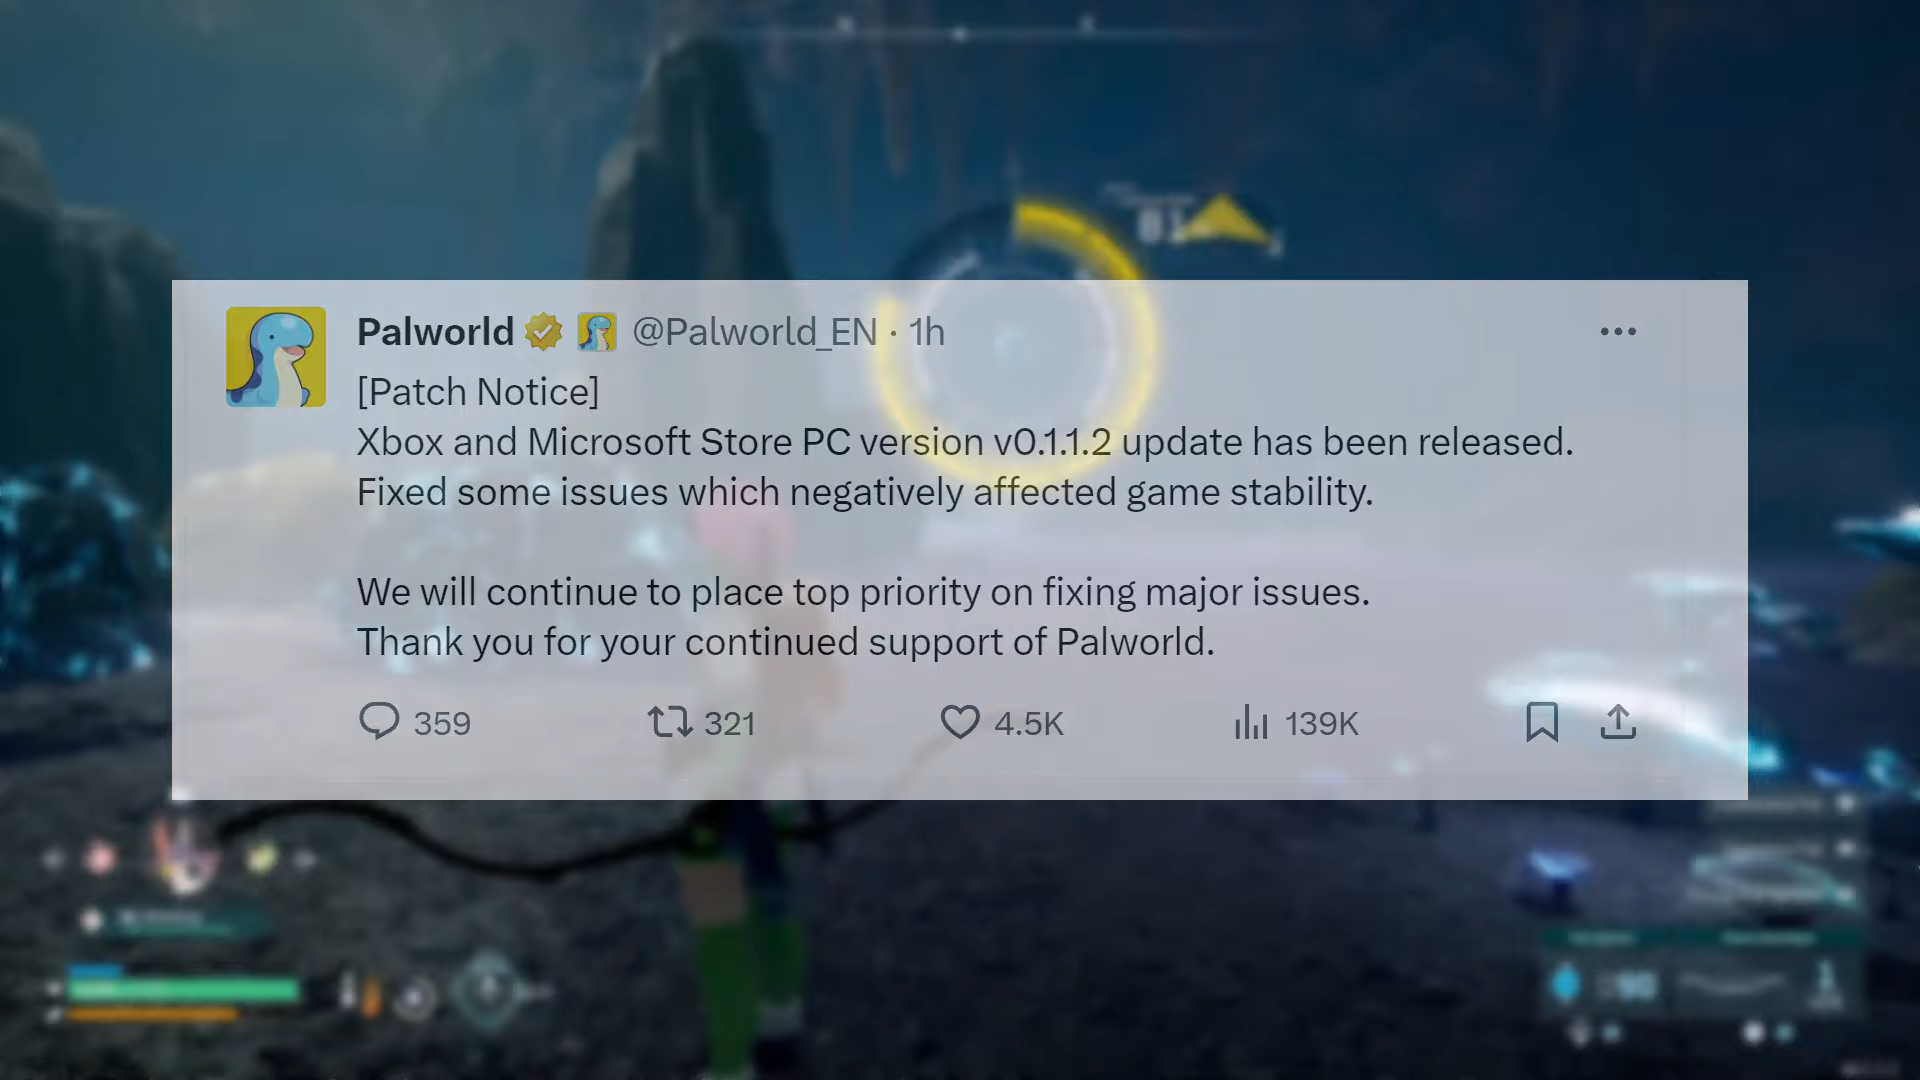 Palworld @Palworld_EN · 1h
[Patch Notice]
Xbox and Microsoft Store PC version v0.1.1.2 update has been released.
Fixed some issues which negatively affected game stability.
We will continue to place top priority on fixing major issues.
Thank you for your continued support of Palworld.
359 321 4.5K 139K